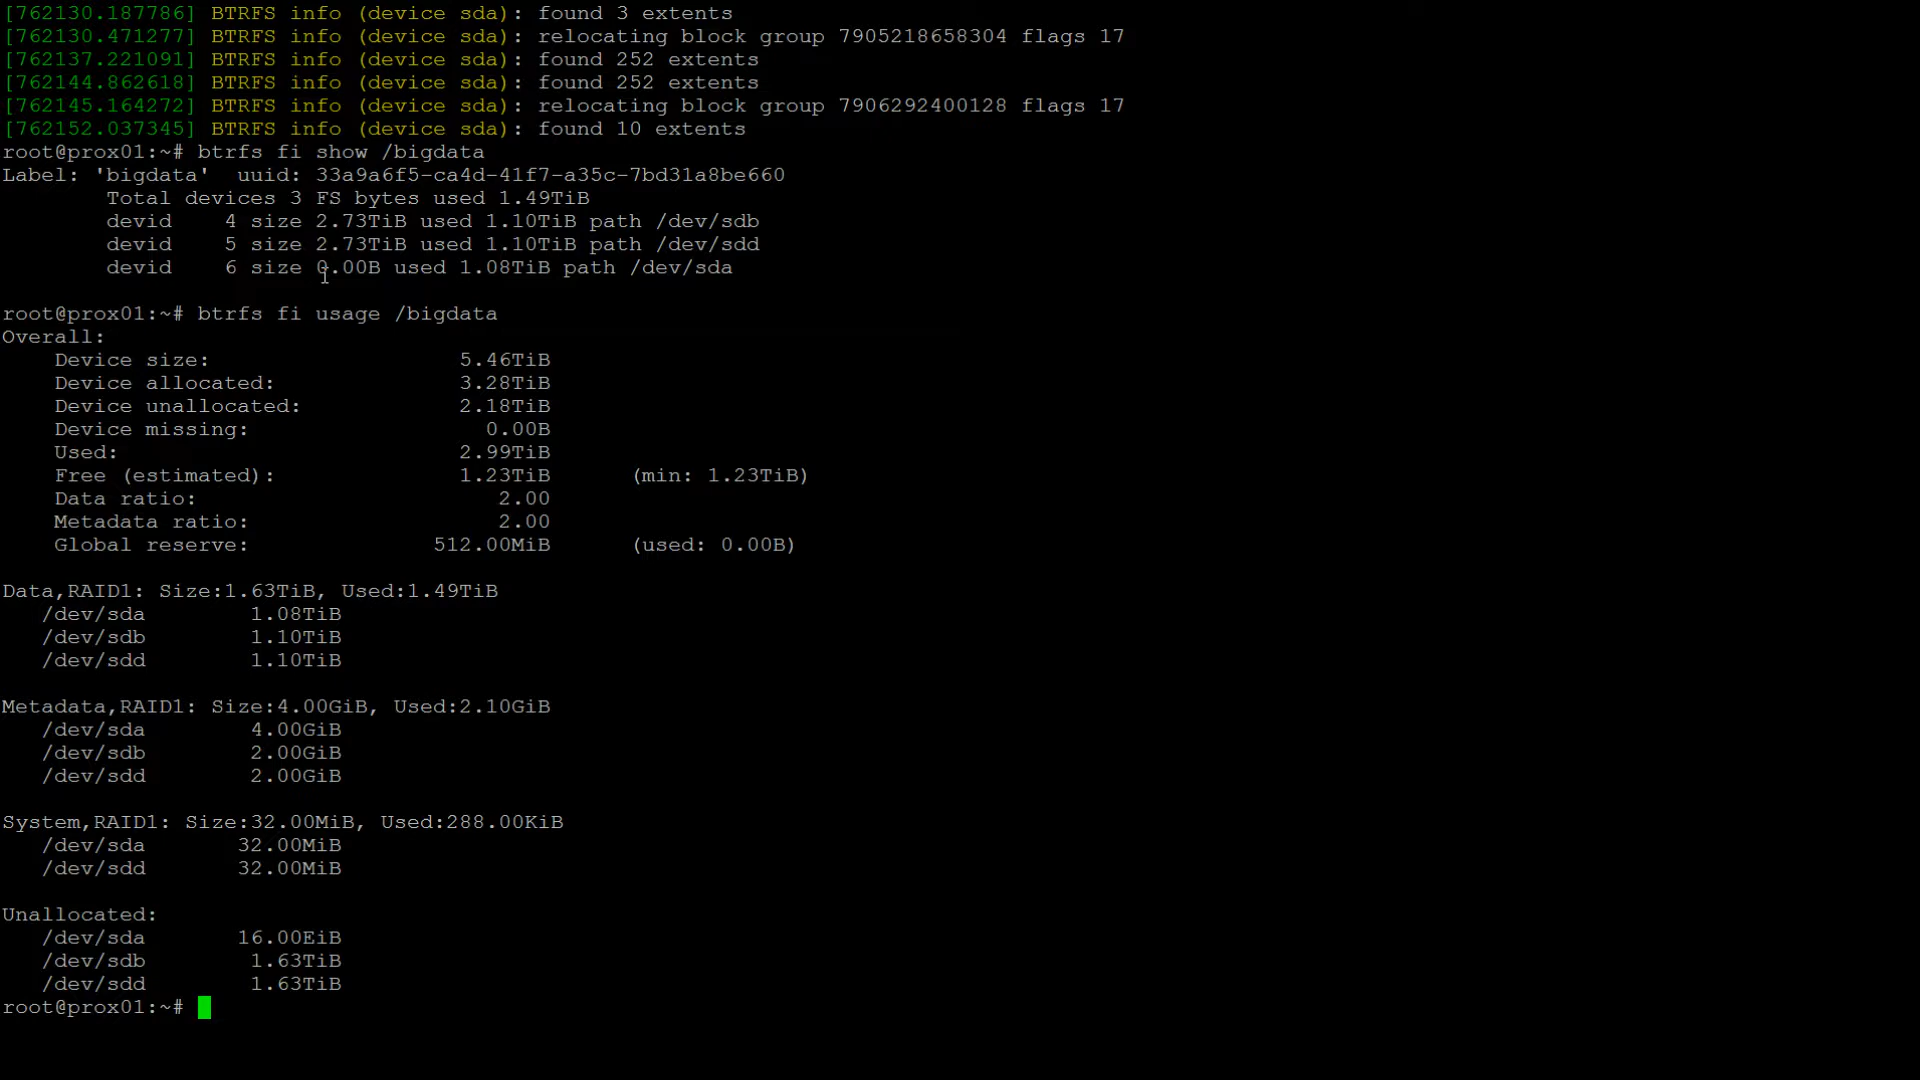 [762130.187786] BTRFS info (device sda): found 3 extents
[762130.471277] BTRFS info (device sda): relocating block group 7905218658304 flags 17
[762137.221091] BTRFS info (device sda): found 252 extents
[762144.862618] BTRFS info (device sda): found 252 extents
[762145.164272] BTRFS info (device sda): relocating block group 7906292400128 flags 17
[762152.037345] BTRFS info (device sda): found 10 extents
root@prox01:~# btrfs fi show /bigdata
Label: 'bigdata'  uuid: 33a9a6f5-ca4d-41f7-a35c-7bd31a8be660
        Total devices 3 FS bytes used 1.49TiB
        devid    4 size 2.73TiB used 1.10TiB path /dev/sdb
        devid    5 size 2.73TiB used 1.10TiB path /dev/sdd
        devid    6 size 0.00B used 1.08TiB path /dev/sda
root@prox01:~# btrfs fi usage /bigdata
Overall:
    Device size:                   5.46TiB
    Device allocated:              3.28TiB
    Device unallocated:            2.18TiB
    Device missing:                  0.00B
    Used:                          2.99TiB
    Free (estimated):              1.23TiB      (min: 1.23TiB)
    Data ratio:                       2.00
    Metadata ratio:                   2.00
    Global reserve:              512.00MiB      (used: 0.00B)
Data,RAID1: Size:1.63TiB, Used:1.49TiB
   /dev/sda        1.08TiB
   /dev/sdb        1.10TiB
   /dev/sdd        1.10TiB
Metadata,RAID1: Size:4.00GiB, Used:2.10GiB
   /dev/sda        4.00GiB
   /dev/sdb        2.00GiB
   /dev/sdd        2.00GiB
System,RAID1: Size:32.00MiB, Used:288.00KiB
   /dev/sda       32.00MiB
   /dev/sdd       32.00MiB
Unallocated:
   /dev/sda       16.00EiB
   /dev/sdb        1.63TiB
   /dev/sdd        1.63TiB
root@prox01:~#